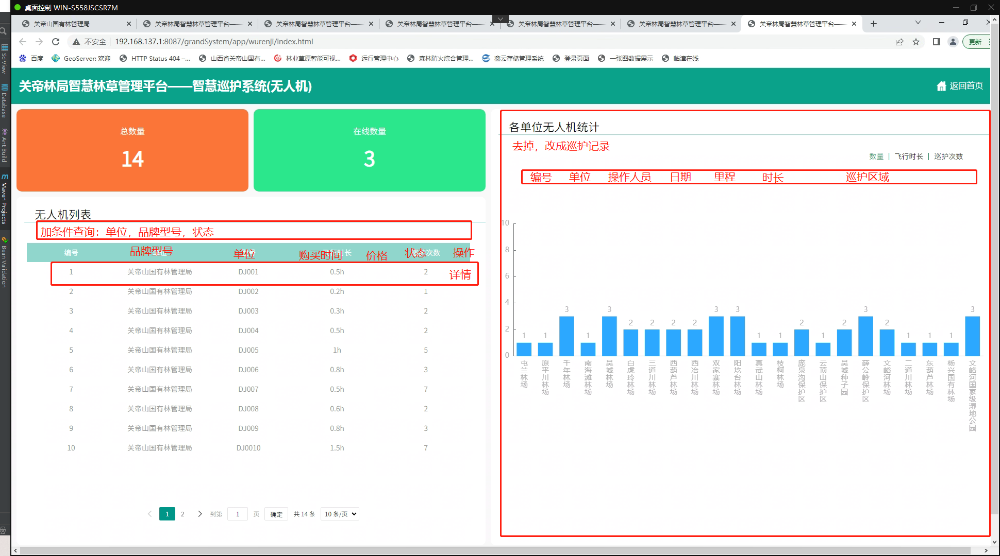 桌面控制 WIN-S558JSCSR7M
关帝山国有林管理局
关帝林局智慧林草管理平台——
关帝林局智慧林草管理平台——
关帝林局智慧林草管理平台——
关帝林局智慧林草管理平台——
关帝林局智慧林草管理平台——
关帝林局智慧林草管理平台——
不安全 192.168.137.1:8087/grandSystem/app/wurenji/index.html
更新
百度 GeoServer: 欢迎 HTTP Status 404 –... 山西省关帝山国有... 林业草原智能可视... 运行管理中心 森林防火综合管理... 鑫云存储管理系统 登录页面 一张图数据展示 临漳在线
SciView
Database
Ant Build
Maven Projects
Bean Validation
关帝林局智慧林草管理平台——智慧巡护系统(无人机)
返回首页
总数量
14
在线数量
3
无人机列表
加条件查询：单位，品牌型号，状态
编号 品牌型号 单位 购买时间 时长 价格 状态 次数 操作
1 关帝山国有林管理局 DJ001 0.5h 2 详情
2 关帝山国有林管理局 DJ002 0.2h 1
3 关帝山国有林管理局 DJ003 0.3h 2
4 关帝山国有林管理局 DJ004 0.5h 2
5 关帝山国有林管理局 DJ005 1h 5
6 关帝山国有林管理局 DJ006 0.8h 3
7 关帝山国有林管理局 DJ007 0.5h 7
8 关帝山国有林管理局 DJ008 0.6h 2
9 关帝山国有林管理局 DJ009 0.8h 3
10 关帝山国有林管理局 DJ0010 1.5h 7
1 2 到第 1 页 确定 共 14 条 10 条/页
各单位无人机统计
去掉，改成巡护记录
数量 | 飞行时长 | 巡护次数
编号 单位 操作人员 日期 里程 时长 巡护区域
10
8
6
4
2
0
1 1 3 1 3 2 2 2 2 3 3 1 1 2 1 2 3 2 1 1 1 3
屯兰林场
原平川林场
千年林场
南海滩林场
吴城林场
白虎玲林场
三道川林场
西葫芦林场
西冶川林场
双家寨林场
阳圪台林场
真武山林场
枝柯林场
庞泉沟保护区
云顶山保护区
吴城种子园
薛公岭保护区
文峪河林场
二道川林场
东葫芦林场
杨兴国有林场
文峪河国家级湿地公园